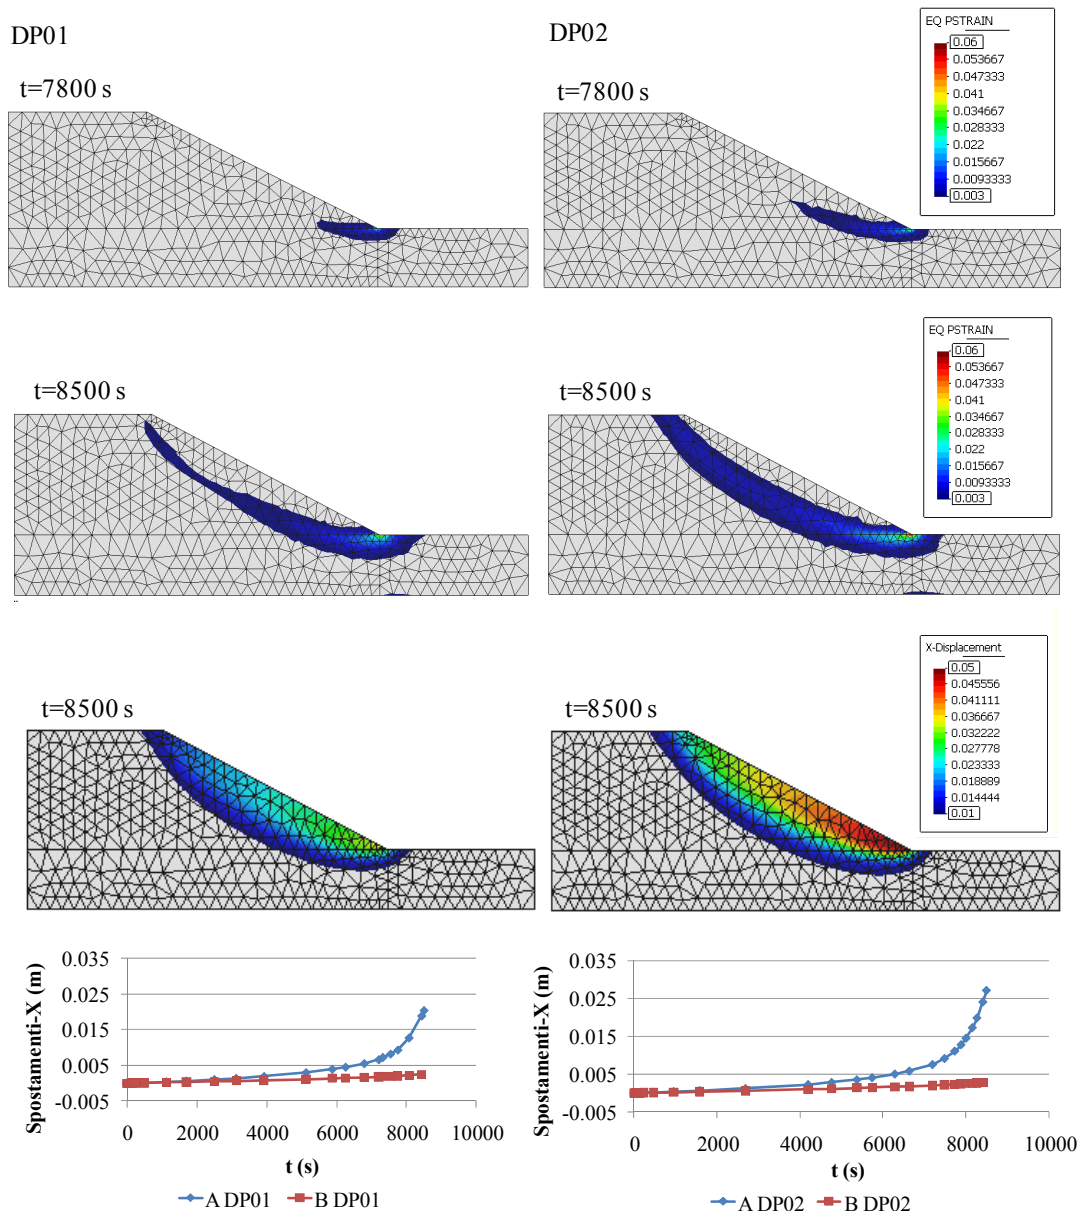 DP01
DP02
t=7800 s
t=7800 s
EQ PSTRAIN
0.06
0.053667
0.047333
0.041
0.034667
0.028333
0.022
0.015667
0.0093333
0.003
t=8500 s
t=8500 s
EQ PSTRAIN
0.06
0.053667
0.047333
0.041
0.034667
0.028333
0.022
0.015667
0.0093333
0.003
t=8500 s
t=8500 s
X-Displacement
0.05
0.045556
0.041111
0.036667
0.032222
0.027778
0.023333
0.018889
0.014444
0.01
Spostamenti-X (m)
0.035
0.025
0.015
0.005
-0.005
0 2000 4000 6000 8000 10000
t (s)
A DP01 B DP01
Spostamenti-X (m)
0.035
0.025
0.015
0.005
-0.005
0 2000 4000 6000 8000 10000
t (s)
A DP02 B DP02